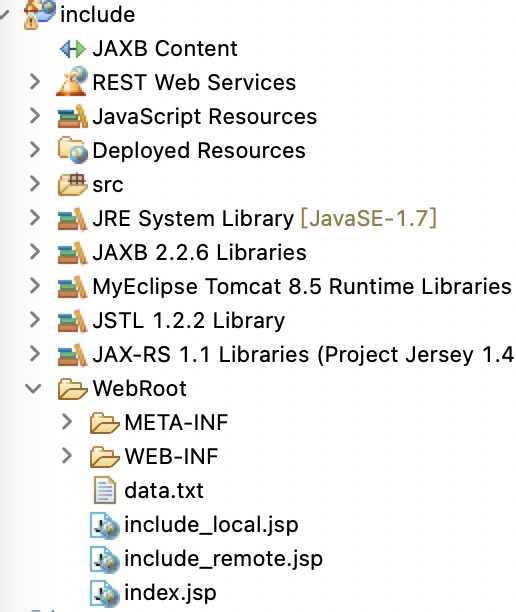 include
JAXB Content
REST Web Services
JavaScript Resources
Deployed Resources
src
JRE System Library [JavaSE-1.7]
JAXB 2.2.6 Libraries
MyEclipse Tomcat 8.5 Runtime Libraries
JSTL 1.2.2 Library
JAX-RS 1.1 Libraries (Project Jersey 1.4
WebRoot
META-INF
WEB-INF
data.txt
include_local.jsp
include_remote.jsp
index.jsp